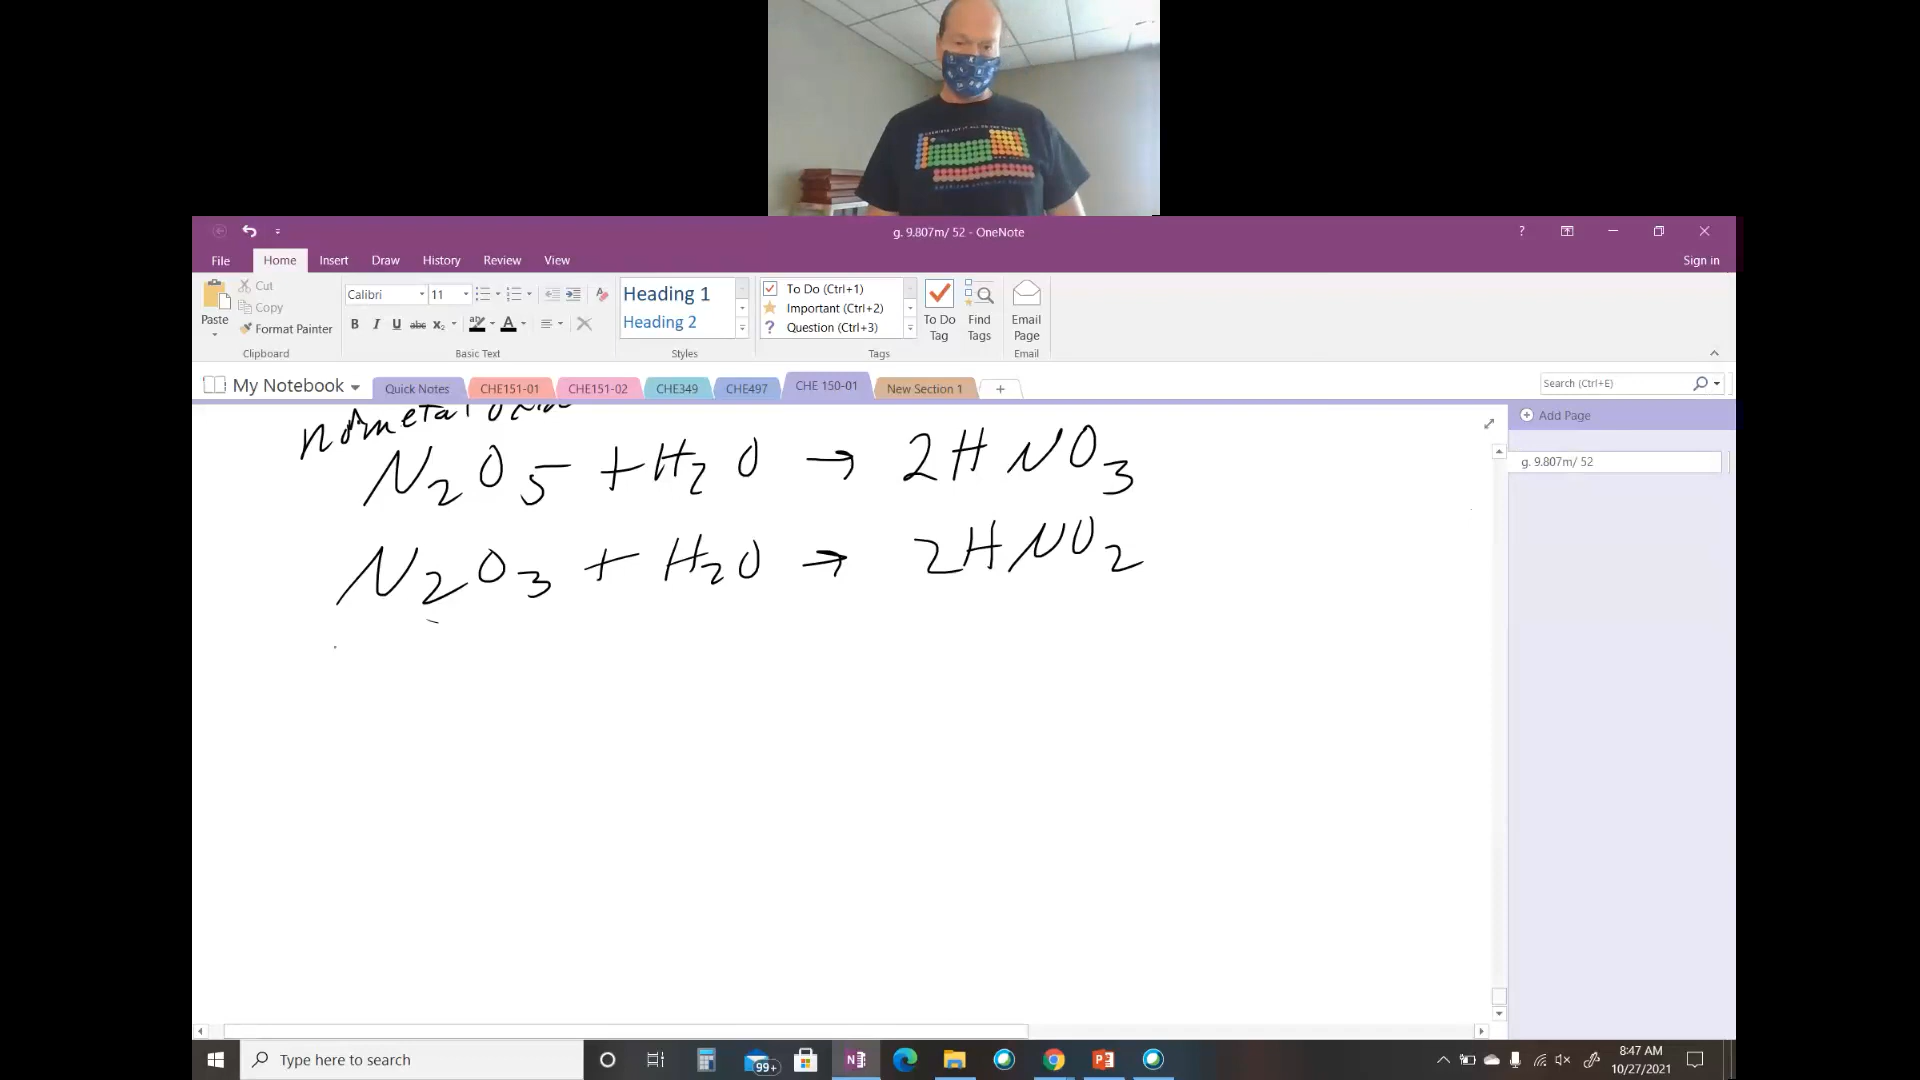 g. 9.807m/ 52 - OneNote
?
File Home Insert Draw History Review View
Sign in
Paste
Cut
Copy
Format Painter
Clipboard
Calibri 11
B I U abc x₂ A
Basic Text
Heading 1
Heading 2
Styles
To Do (Ctrl+1)
Important (Ctrl+2)
? Question (Ctrl+3)
Tags
To Do Tag
Find Tags
Email Page
Email
My Notebook Quick Notes CHE151-01 CHE151-02 CHE349 CHE497 CHE 150-01 New Section 1 +
Search (Ctrl+E)
Add Page
g. 9.807m/ 52
nonmetal
N₂O₅ + H₂O → 2HNO₃
N₂O₃ + H₂O → 2HNO₂
Type here to search
99+
8:47 AM
10/27/2021